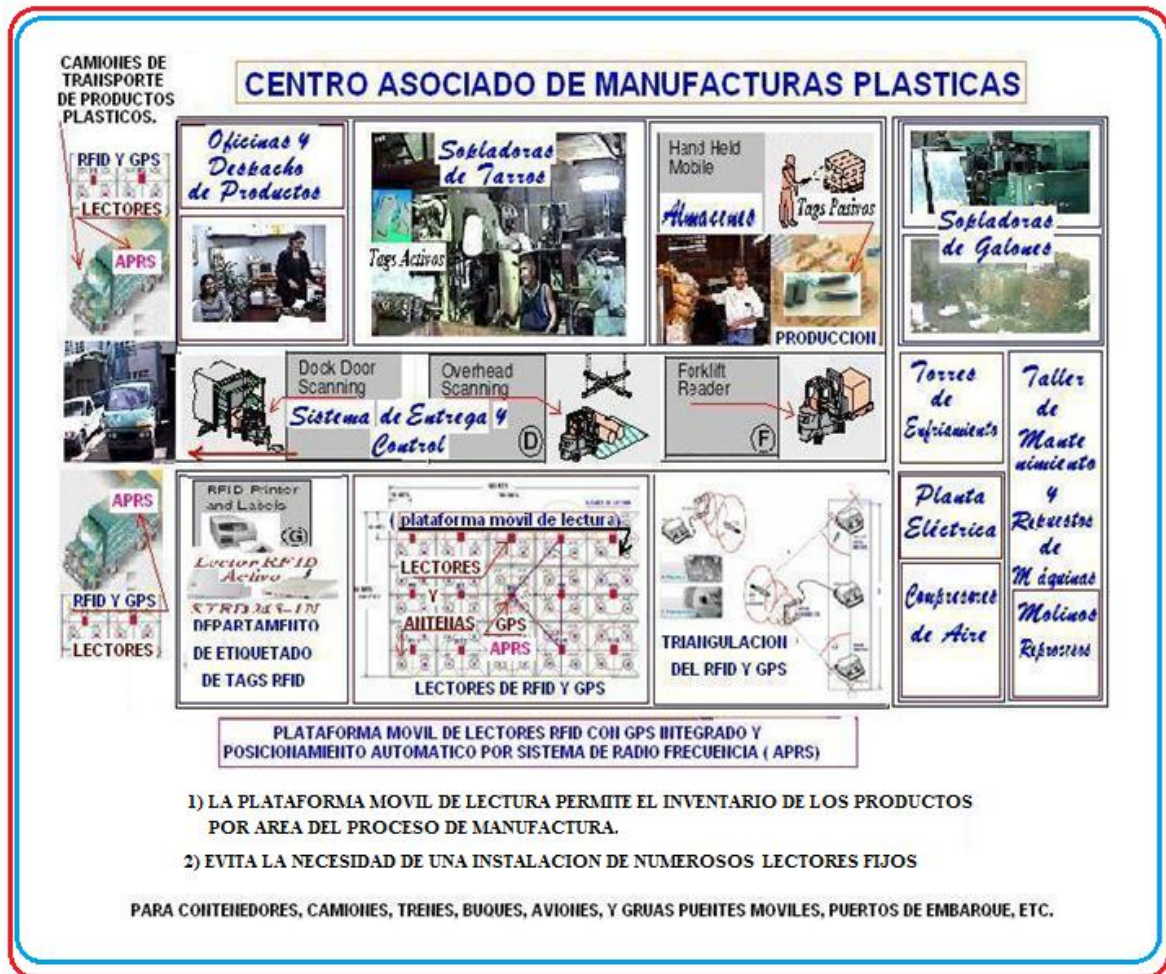 CAMIONES DE
TRANSPORTE
DE PRODUCTOS
PLASTICOS.
CENTRO ASOCIADO DE MANUFACTURAS PLASTICAS
RFID Y GPS
LECTORES
APRS
Oficinas y
Despacho
de Productos
Sopladoras
de Tarros
Tags Activos
Hand Held
Mobile
Almacenes
Tags Pasivos
PRODUCCION
Sopladoras
de Galones
Dock Door
Scanning
Overhead
Scanning
Forklift
Reader
Sistema de Entrega y
Control
D
F
Torres
de
Enfriamiento
Taller
de
Mante
nimiento
y
Repuestos
de
Máquinas
Planta
Eléctrica
Compresores
de Aire
Molinos
Reprocesos
APRS
RFID Y GPS
LECTORES
RFID Printer
and Labels
(G)
Lector RFID
Activo
DEPARTAMENTO
DE ETIQUETADO
DE TAGS RFID
( plataforma movil de lectura)
LECTORES
Y
ANTENAS
GPS
APRS
LECTORES DE RFID Y GPS
TRIANGULACION
DEL RFID Y GPS
PLATAFORMA MOVIL DE LECTORES RFID CON GPS INTEGRADO Y
POSICIONAMIENTO AUTOMATICO POR SISTEMA DE RADIO FRECUENCIA ( APRS)
1) LA PLATAFORMA MOVIL DE LECTURA PERMITE EL INVENTARIO DE LOS PRODUCTOS
POR AREA DEL PROCESO DE MANUFACTURA.
2) EVITA LA NECESIDAD DE UNA INSTALACION DE NUMEROSOS LECTORES FIJOS
PARA CONTENEDORES, CAMIONES, TRENES, BUQUES, AVIONES, Y GRUAS PUENTES MOVILES, PUERTOS DE EMBARQUE, ETC.